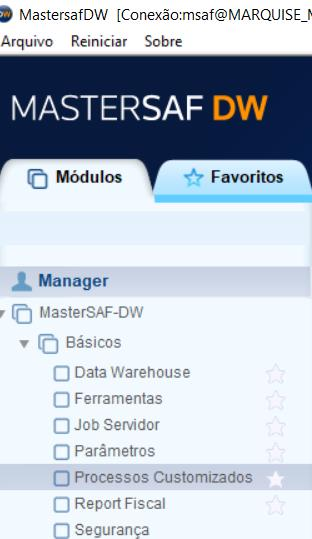 MastersafDW [Conexão:msaf@MARQUISE_M
Arquivo Reiniciar Sobre
MASTERSAF DW
Módulos Favoritos
Manager
MasterSAF-DW
Básicos
Data Warehouse
Ferramentas
Job Servidor
Parâmetros
Processos Customizados
Report Fiscal
Segurança